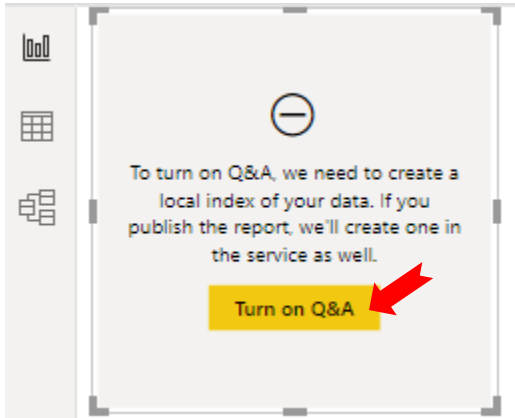 To turn on Q&A, we need to create a
local index of your data. If you
publish the report, we'll create one in
the service as well.
Turn on Q&A